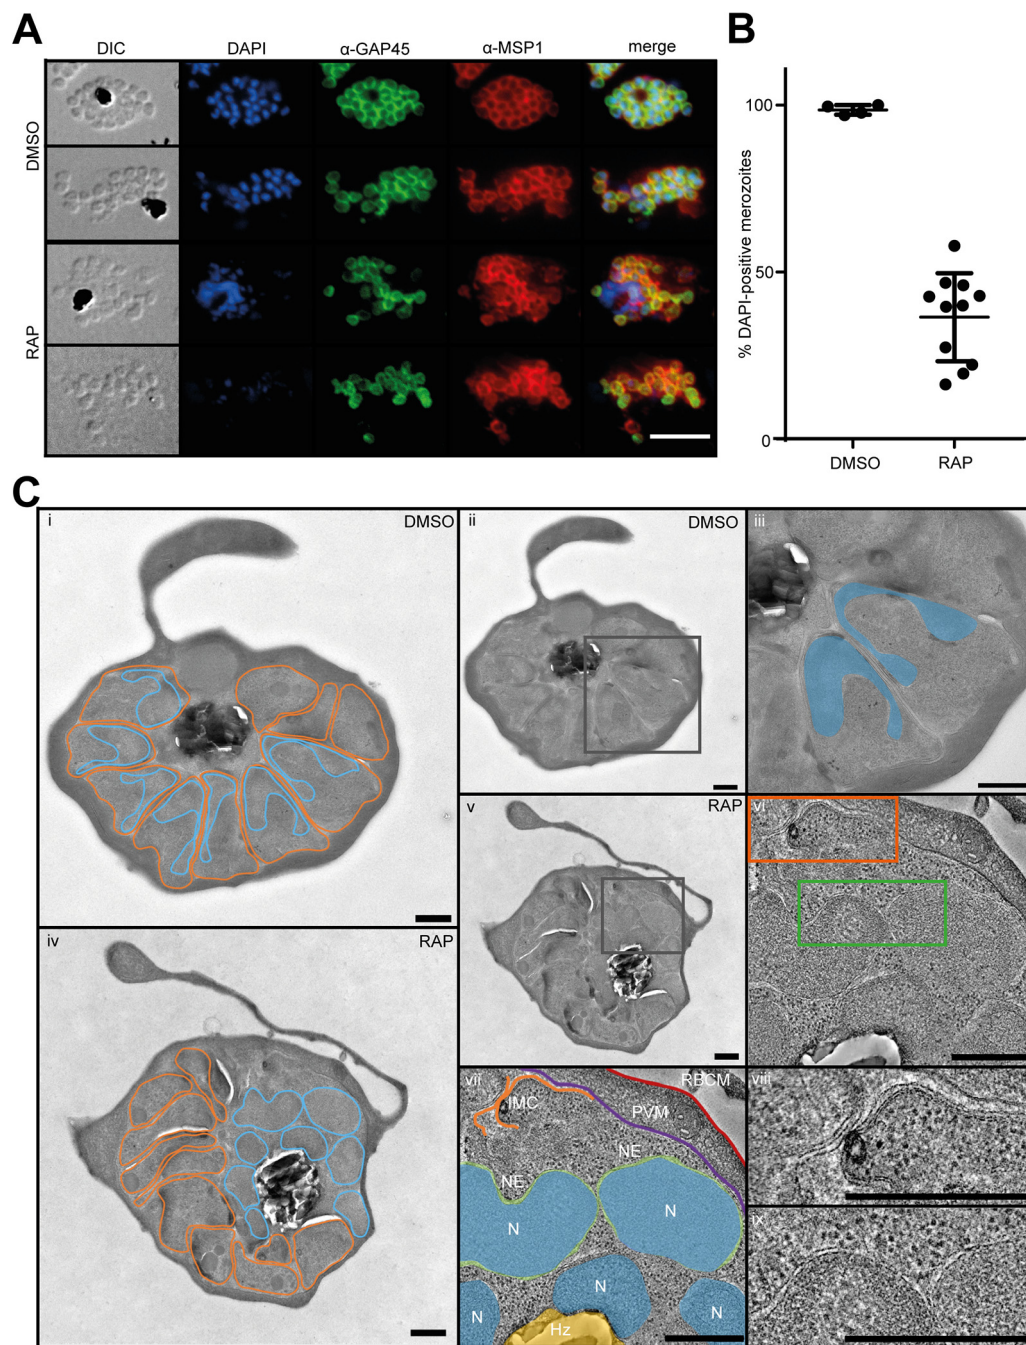 A
DIC DAPI α-GAP45 α-MSP1 merge
DMSO
RAP
B
% DAPI-positive merozoites
100
50
0
DMSO RAP
C
i DMSO
ii DMSO
iii
iv RAP
v RAP
vi
vii IMC PVM RBCM
NE NE
N N
N N
Hz
viii
ix